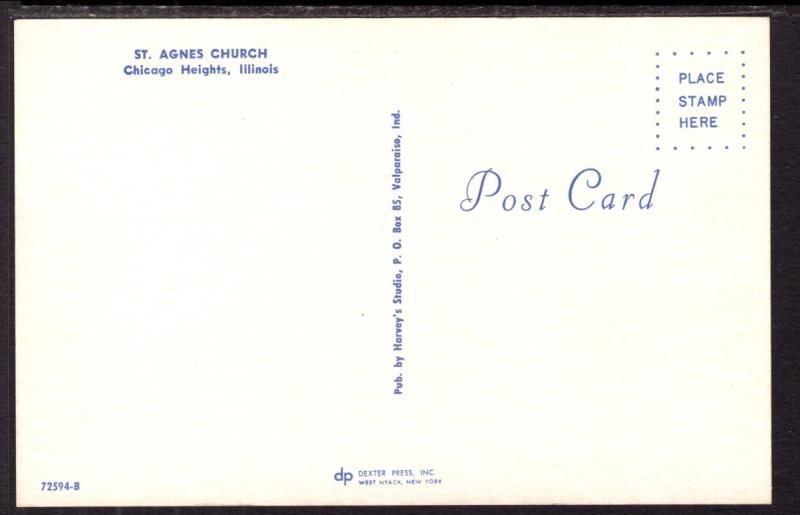 ST. AGNES CHURCH
Chicago Heights, Illinois
PLACE
STAMP
HERE
Post Card
Pub. by Harvey's Studio, P. O. Box 85, Valparaiso, Ind.
72594-B
dp DEXTER PRESS, INC.
WEST NYACK, NEW YORK